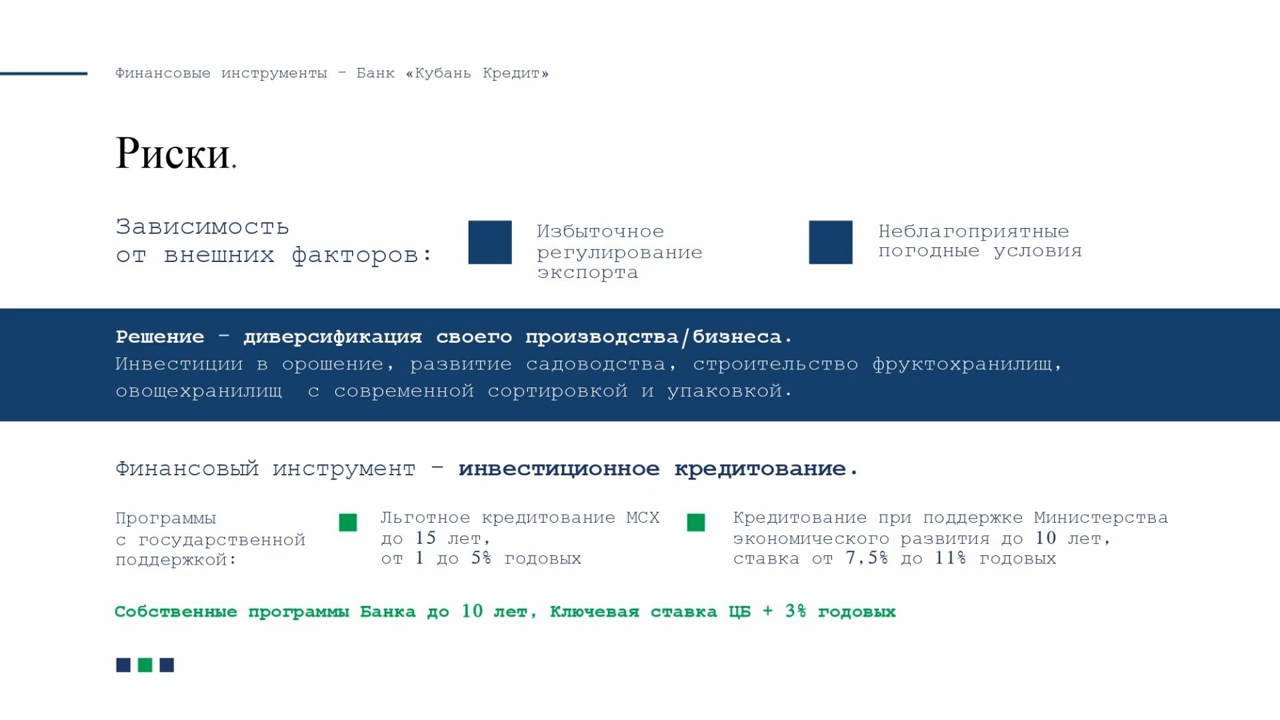 Финансовые инструменты – Банк «Кубань Кредит»
Риски.
Зависимость
от внешних факторов:
Избыточное
регулирование
экспорта
Неблагоприятные
погодные условия
Решение – диверсификация своего производства/бизнеса.
Инвестиции в орошение, развитие садоводства, строительство фруктохранилищ,
овощехранилищ с современной сортировкой и упаковкой.
Финансовый инструмент – инвестиционное кредитование.
Программы
с государственной
поддержкой:
Льготное кредитование МСХ
до 15 лет,
от 1 до 5% годовых
Кредитование при поддержке Министерства
экономического развития до 10 лет,
ставка от 7,5% до 11% годовых
Собственные программы Банка до 10 лет, Ключевая ставка ЦБ + 3% годовых